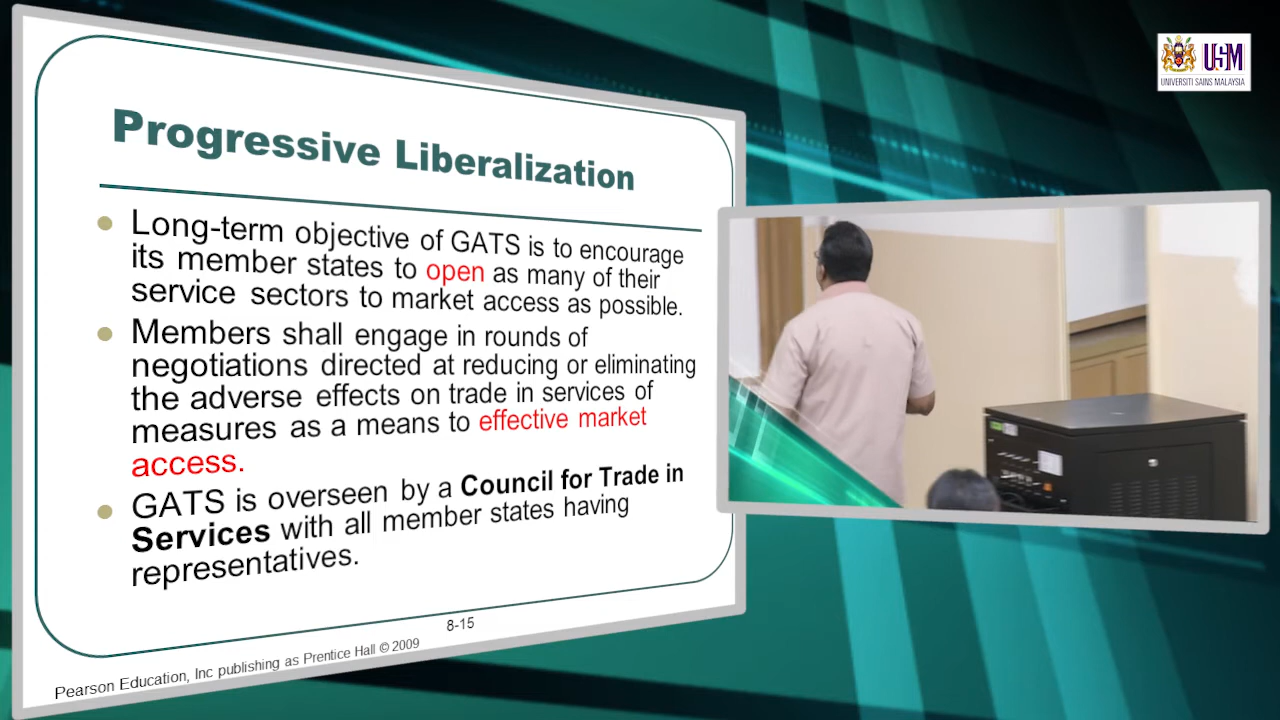 Progressive Liberalization
Long-term objective of GATS is to encourage
its member states to open as many of their
service sectors to market access as possible.
Members shall engage in rounds of
negotiations directed at reducing or eliminating
the adverse effects on trade in services of
measures as a means to effective market
access.
GATS is overseen by a Council for Trade in
Services with all member states having
representatives.
8-15
Pearson Education, Inc publishing as Prentice Hall © 2009
USM
UNIVERSITI SAINS MALAYSIA